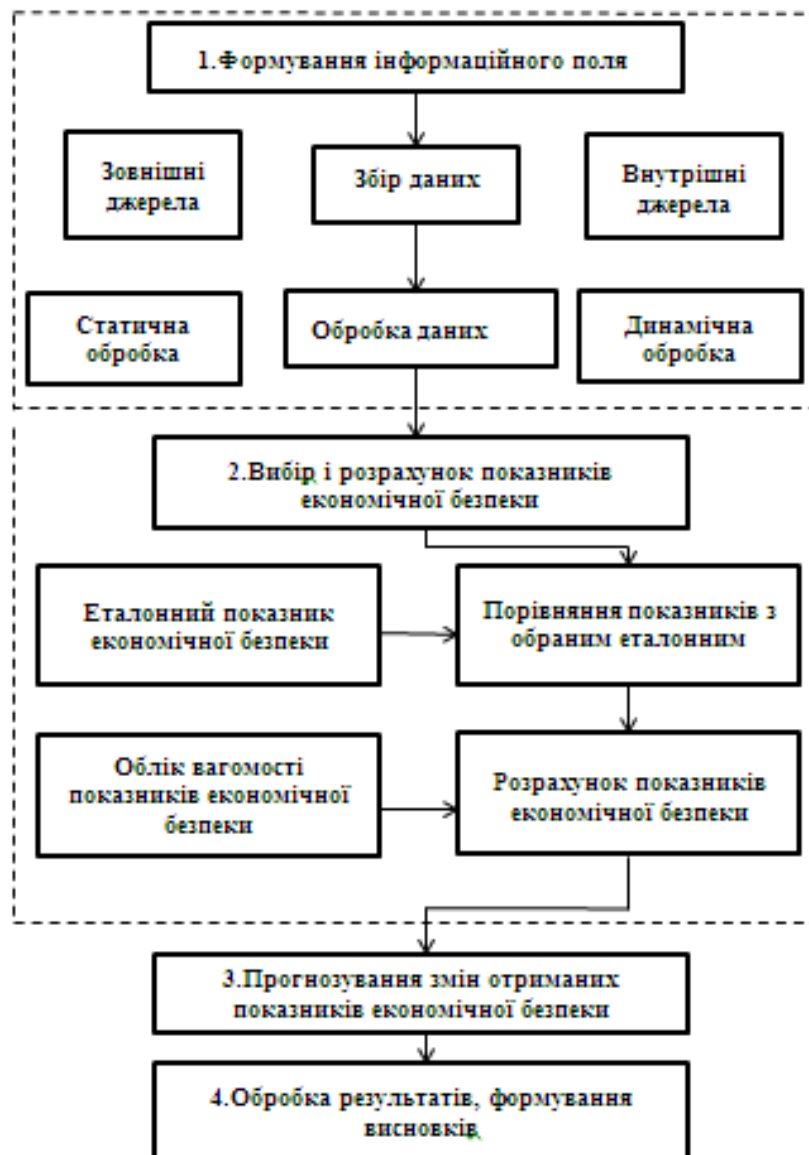 1.Формування інформаційного поля
Зовнішні
джерела
Збір даних
Внутрішні
джерела
Статична
обробка
Обробка даних
Динамічна
обробка
2.Вибір і розрахунок показників
економічної безпеки
Еталонний показник
економічної безпеки
Порівняння показників з
обраним еталонним
Облік вагомості
показників економічної
безпеки
Розрахунок показників
економічної безпеки
3.Прогнозування змін отриманих
показників економічної безпеки
4.Обробка результатів, формування
висновків